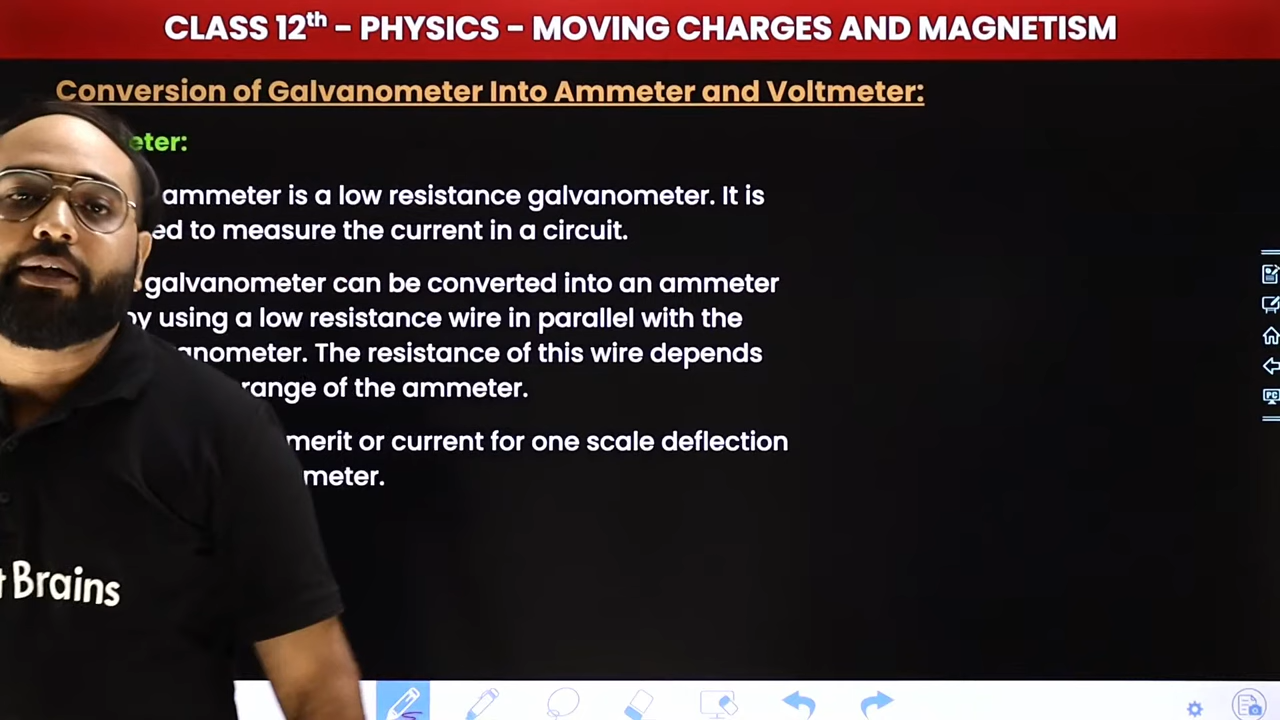 CLASS 12th - PHYSICS - MOVING CHARGES AND MAGNETISM
Conversion of Galvanometer Into Ammeter and Voltmeter:
eter:
ammeter is a low resistance galvanometer. It is
ed to measure the current in a circuit.
galvanometer can be converted into an ammeter
by using a low resistance wire in parallel with the
anometer. The resistance of this wire depends
range of the ammeter.
merit or current for one scale deflection
meter.
t Brains
PC